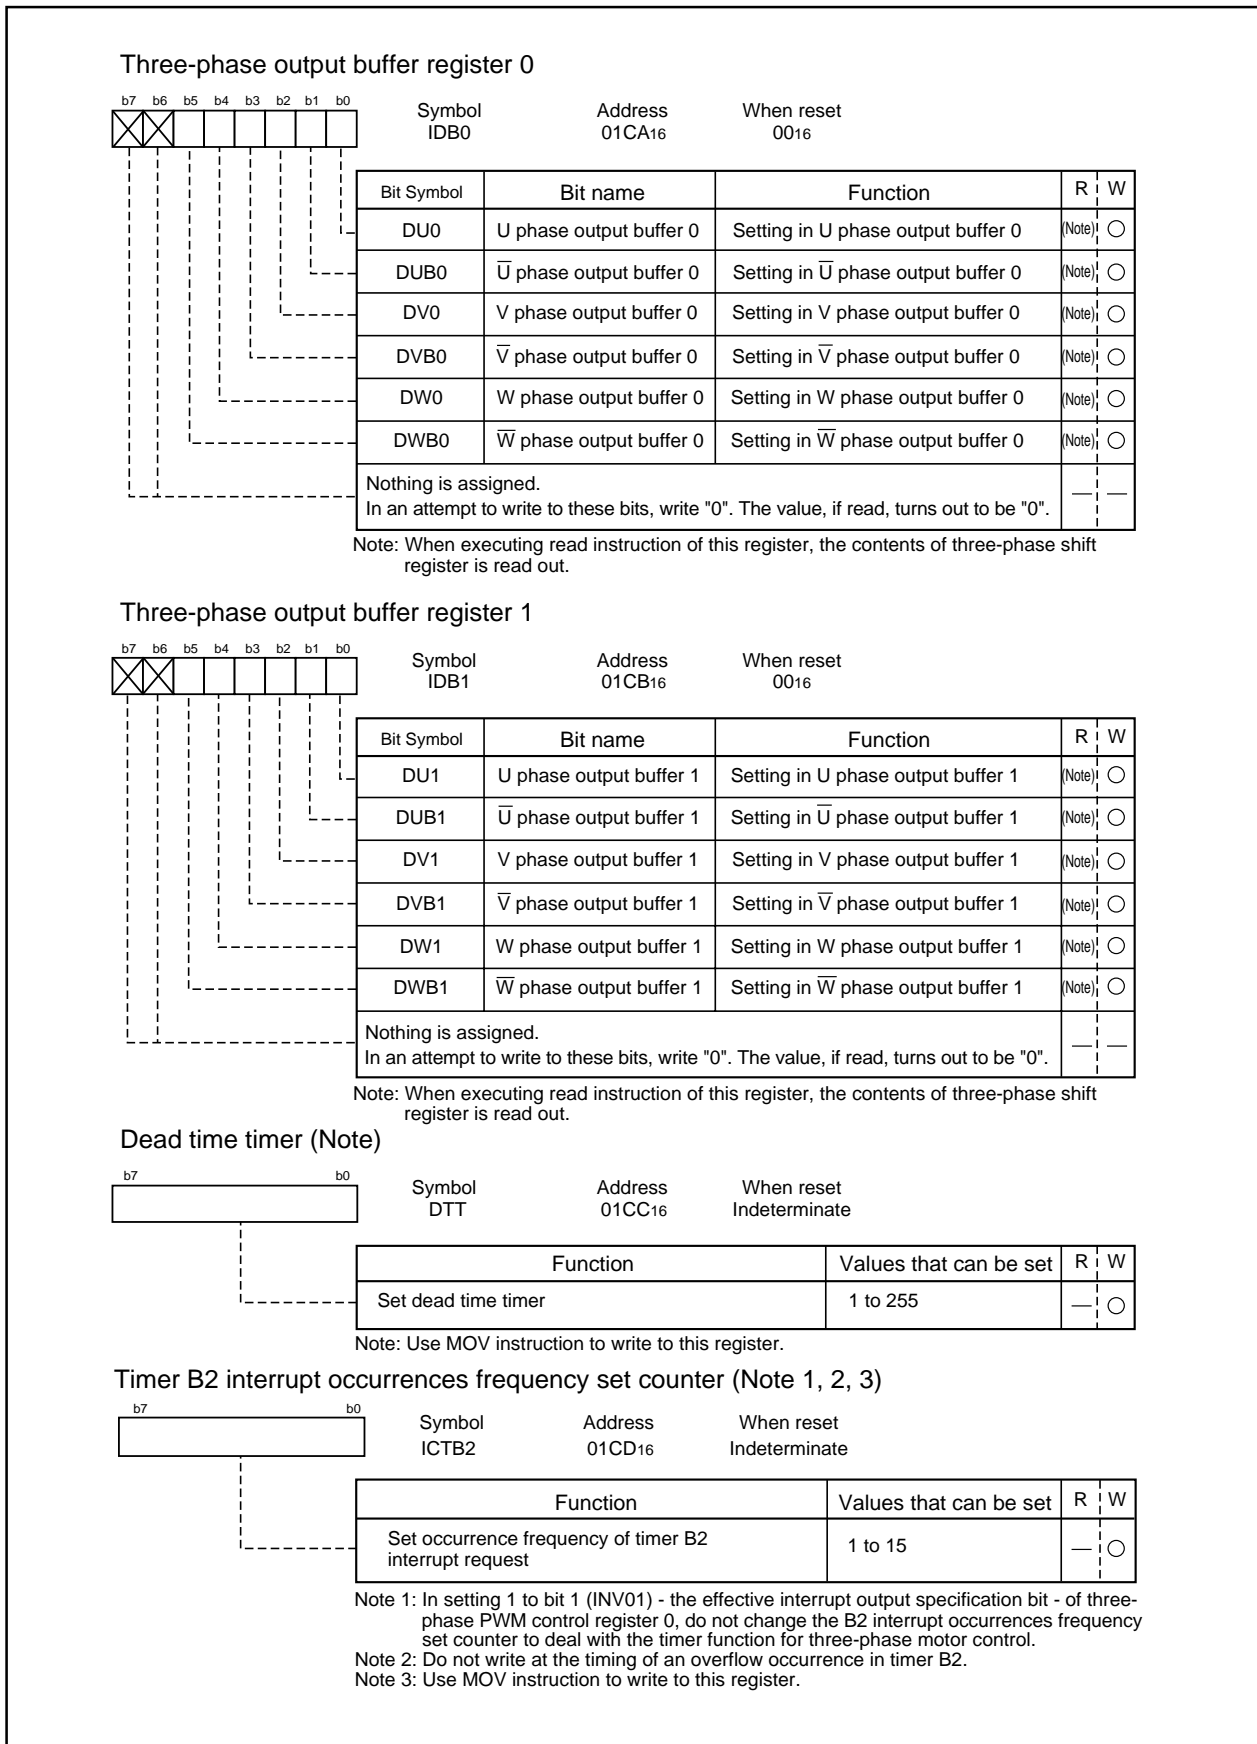 Three-phase output buffer register 0
b7 b6 b5 b4 b3 b2 b1 b0
Symbol Address When reset
IDB0 01CA16 0016
Bit Symbol Bit name Function R W
DU0 U phase output buffer 0 Setting in U phase output buffer 0 (Note) ○
DUB0 U̅ phase output buffer 0 Setting in U̅ phase output buffer 0 (Note) ○
DV0 V phase output buffer 0 Setting in V phase output buffer 0 (Note) ○
DVB0 V̅ phase output buffer 0 Setting in V̅ phase output buffer 0 (Note) ○
DW0 W phase output buffer 0 Setting in W phase output buffer 0 (Note) ○
DWB0 W̅ phase output buffer 0 Setting in W̅ phase output buffer 0 (Note) ○
Nothing is assigned.
In an attempt to write to these bits, write "0". The value, if read, turns out to be "0". — —
Note: When executing read instruction of this register, the contents of three-phase shift
register is read out.
Three-phase output buffer register 1
b7 b6 b5 b4 b3 b2 b1 b0
Symbol Address When reset
IDB1 01CB16 0016
Bit Symbol Bit name Function R W
DU1 U phase output buffer 1 Setting in U phase output buffer 1 (Note) ○
DUB1 U̅ phase output buffer 1 Setting in U̅ phase output buffer 1 (Note) ○
DV1 V phase output buffer 1 Setting in V phase output buffer 1 (Note) ○
DVB1 V̅ phase output buffer 1 Setting in V̅ phase output buffer 1 (Note) ○
DW1 W phase output buffer 1 Setting in W phase output buffer 1 (Note) ○
DWB1 W̅ phase output buffer 1 Setting in W̅ phase output buffer 1 (Note) ○
Nothing is assigned.
In an attempt to write to these bits, write "0". The value, if read, turns out to be "0". — —
Note: When executing read instruction of this register, the contents of three-phase shift
register is read out.
Dead time timer (Note)
b7 b0
Symbol Address When reset
DTT 01CC16 Indeterminate
Function Values that can be set R W
Set dead time timer 1 to 255 — ○
Note: Use MOV instruction to write to this register.
Timer B2 interrupt occurrences frequency set counter (Note 1, 2, 3)
b7 b0
Symbol Address When reset
ICTB2 01CD16 Indeterminate
Function Values that can be set R W
Set occurrence frequency of timer B2
interrupt request 1 to 15 — ○
Note 1: In setting 1 to bit 1 (INV01) - the effective interrupt output specification bit - of three-
phase PWM control register 0, do not change the B2 interrupt occurrences frequency
set counter to deal with the timer function for three-phase motor control.
Note 2: Do not write at the timing of an overflow occurrence in timer B2.
Note 3: Use MOV instruction to write to this register.